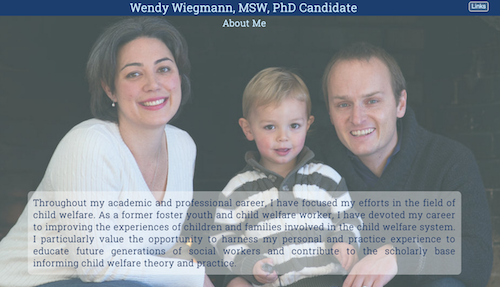 Wendy Wiegmann, MSW, PhD Candidate
Links
About Me
Throughout my academic and professional career, I have focused my efforts in the field of
child welfare. As a former foster youth and child welfare worker, I have devoted my career
to improving the experiences of children and families involved in the child welfare system.
I particularly value the opportunity to harness my personal and practice experience to
educate future generations of social workers and contribute to the scholarly base
informing child welfare theory and practice.